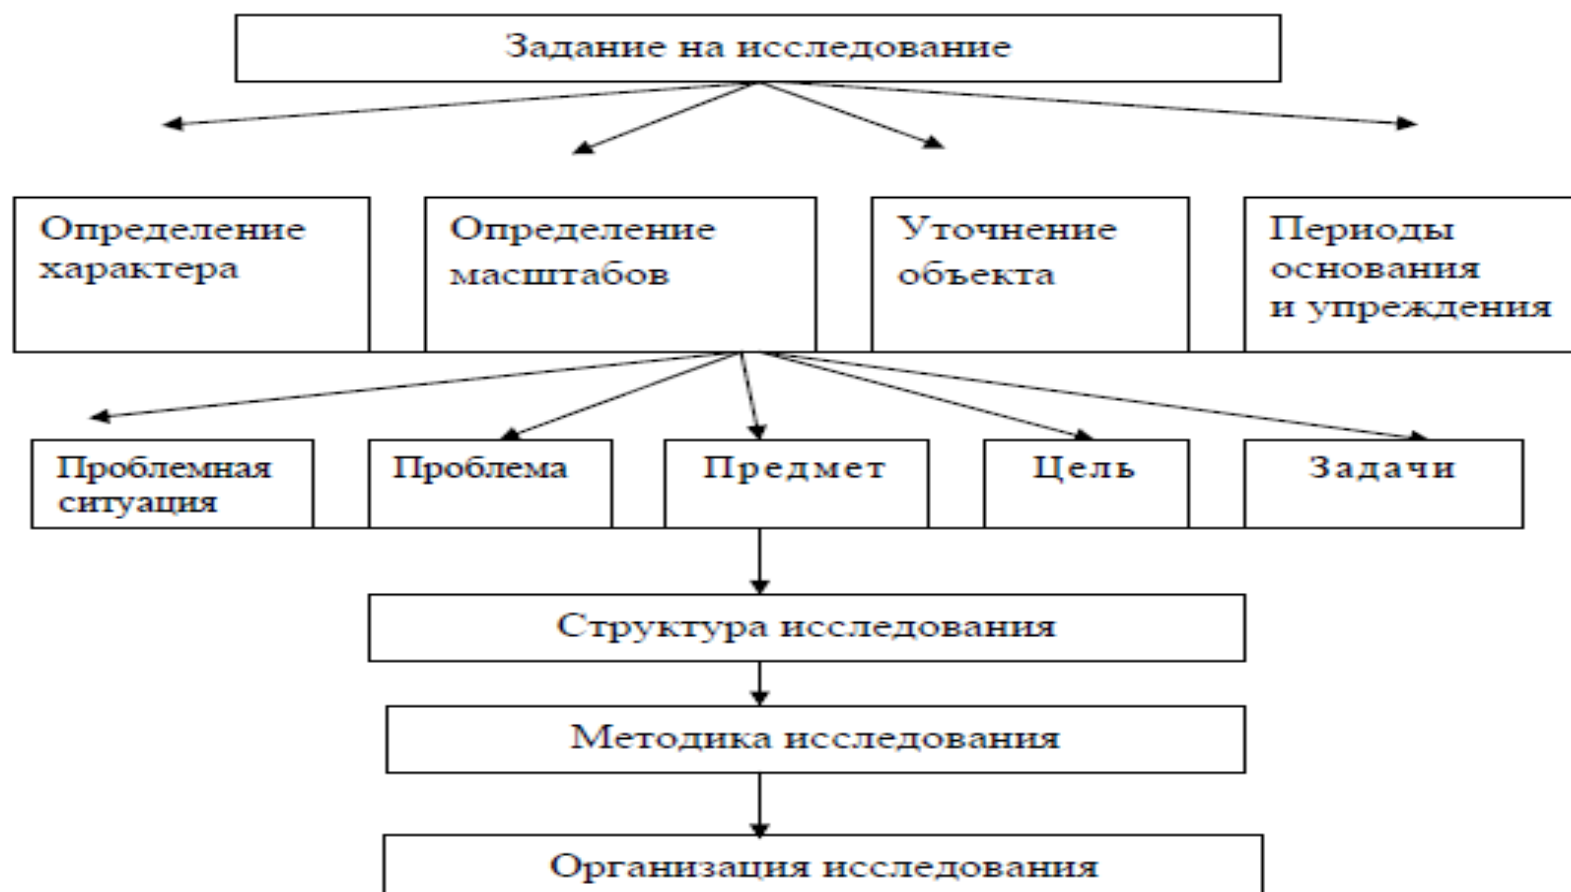 Задание на исследование
Определение
характера
Определение
масштабов
Уточнение
объекта
Периоды
основания
и упреждения
Проблемная
ситуация
Проблема
Предмет
Цель
Задачи
Структура исследования
Методика исследования
Организация исследования